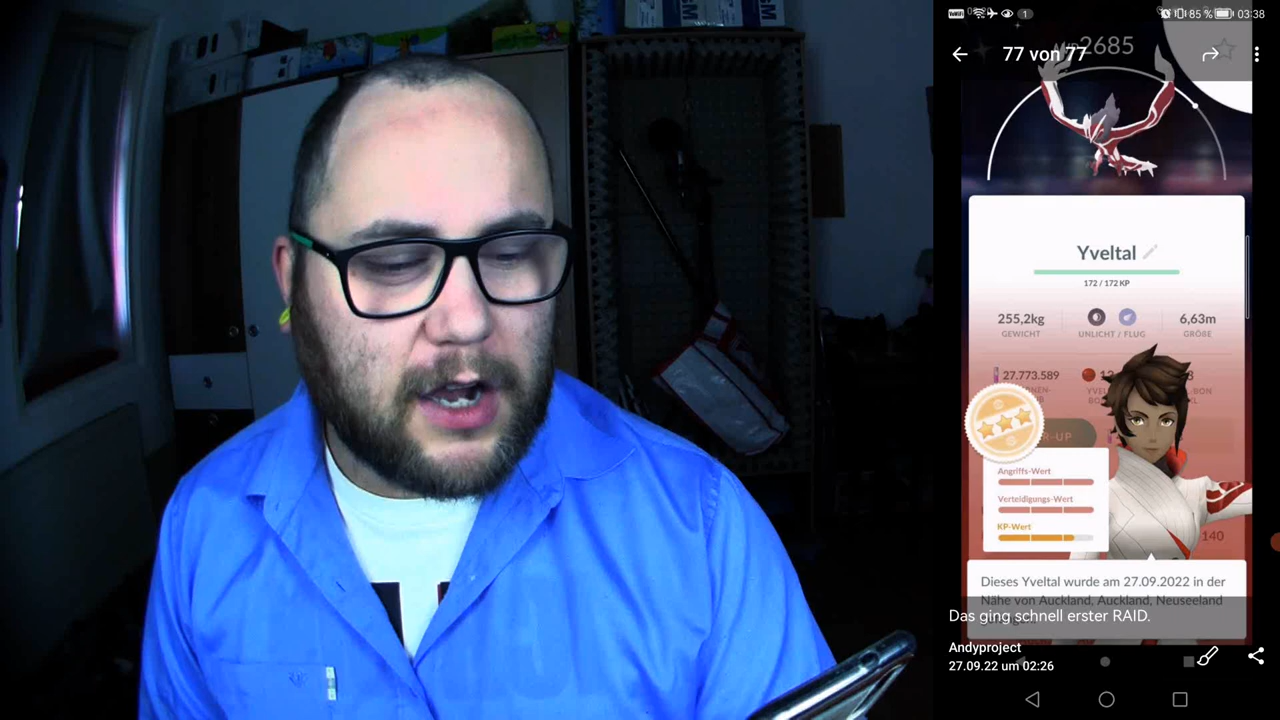 85 % 03:38
77 von 77
2685
Yveltal
172 / 172 KP
255,2kg
GEWICHT
UNLICHT / FLUG
6,63m
GRÖßE
27.773.589
R-UP
Angriffs-Wert
Verteidigungs-Wert
KP-Wert
140
Dieses Yveltal wurde am 27.09.2022 in der
Nähe von Auckland, Auckland, Neuseeland
Das ging schnell erster RAID.
Andyproject
27.09.22 um 02:26